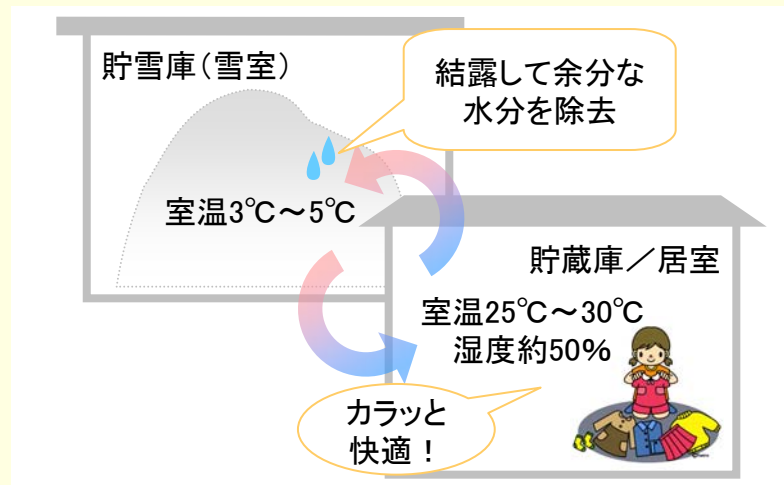 貯雪庫（雪室）
結露して余分な
水分を除去
室温3℃～5℃
貯蔵庫／居室
室温25℃～30℃
湿度約50%
カラッと
快適！